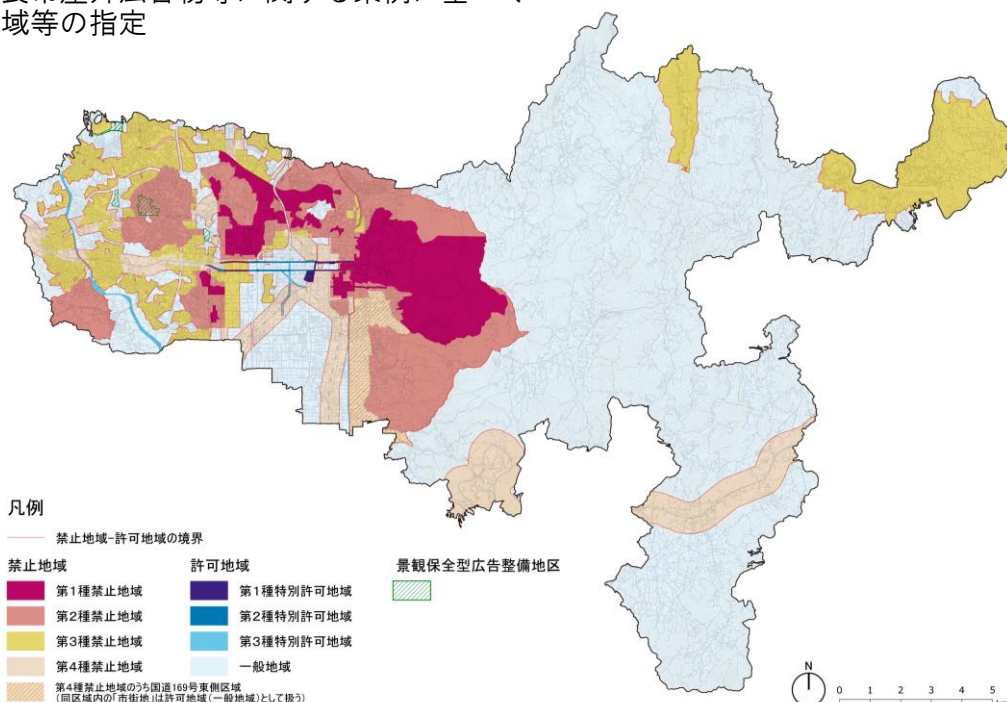 域等の指定
凡例
禁止地域-許可地域の境界
禁止地域
第1種禁止地域
第2種禁止地域
第3種禁止地域
第4種禁止地域
第4種禁止地域のうち国道169号東側区域
(同区域内の「市街地」は許可地域(一般地域)として扱う)
許可地域
第1種特別許可地域
第2種特別許可地域
第3種特別許可地域
一般地域
景観保全型広告整備地区
N
0 1 2 3 4 5